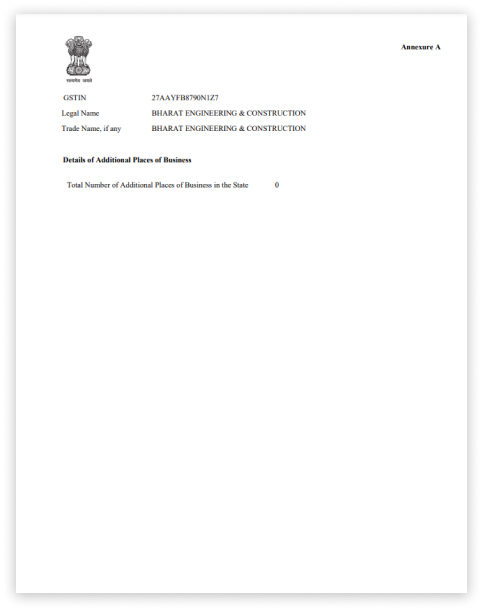 Annexure A
सत्यमेव जयते
GSTIN 27AAYFB8790N1Z7
Legal Name BHARAT ENGINEERING & CONSTRUCTION
Trade Name, if any BHARAT ENGINEERING & CONSTRUCTION
Details of Additional Places of Business
Total Number of Additional Places of Business in the State 0